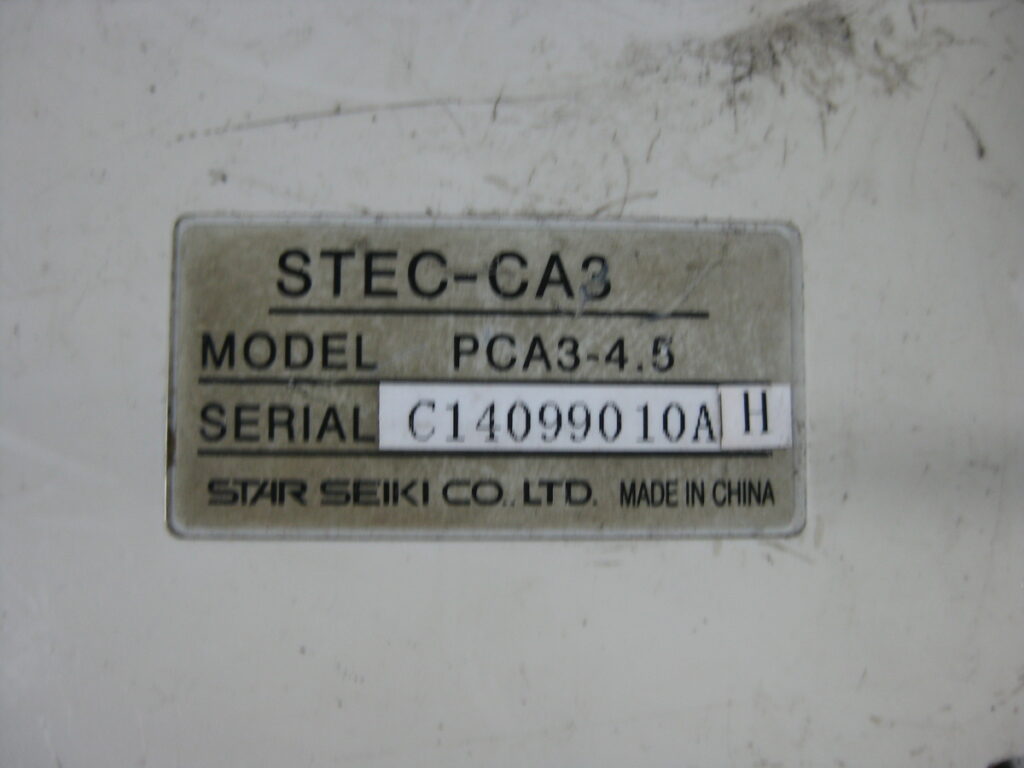 STEC-CA3
MODEL PCA3-4.5
SERIAL C14099010A H
STAR SEIKI CO.,LTD. MADE IN CHINA